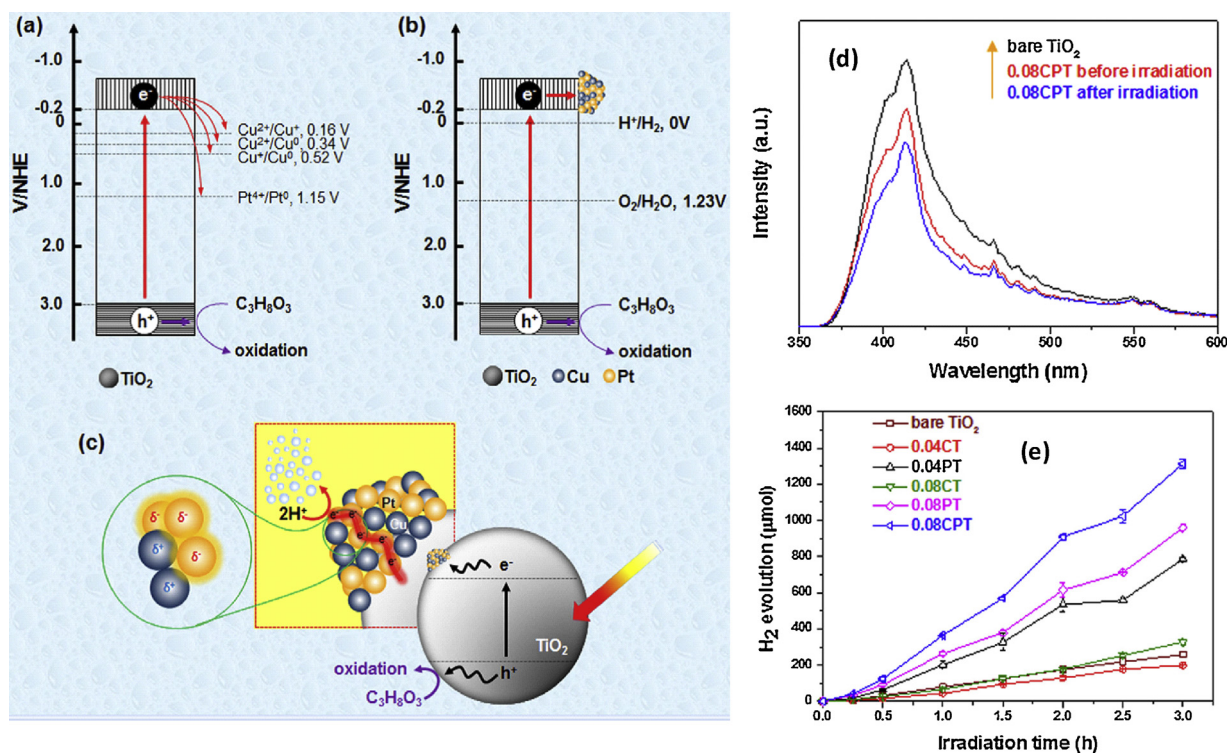 (a)
-1.0
-0.2
0
1.0
2.0
3.0
V/NHE
e⁻
Cu²⁺/Cu⁺, 0.16 V
Cu²⁺/Cu⁰, 0.34 V
Cu⁺/Cu⁰, 0.52 V
Pt⁴⁺/Pt⁰, 1.15 V
h⁺
C₃H₈O₃
oxidation
TiO₂
(b)
-1.0
-0.2
0
1.0
2.0
3.0
V/NHE
e⁻
H⁺/H₂, 0V
O₂/H₂O, 1.23V
h⁺
C₃H₈O₃
oxidation
TiO₂ Cu Pt
(c)
δ⁻ δ⁻
δ⁺ δ⁻
δ⁺
2H⁺
Pt
Cu
e⁻ e⁻
e⁻ e⁻
e⁻
e⁻
TiO₂
h⁺
oxidation
C₃H₈O₃
(d)
bare TiO₂
0.08CPT before irradiation
0.08CPT after irradiation
Intensity (a.u.)
350 400 450 500 550 600
Wavelength (nm)
(e)
bare TiO₂
0.04CT
0.04PT
0.08CT
0.08PT
0.08CPT
1600
1400
1200
1000
800
600
400
200
0
H₂ evolution (µmol)
0.0 0.5 1.0 1.5 2.0 2.5 3.0
Irradiation time (h)